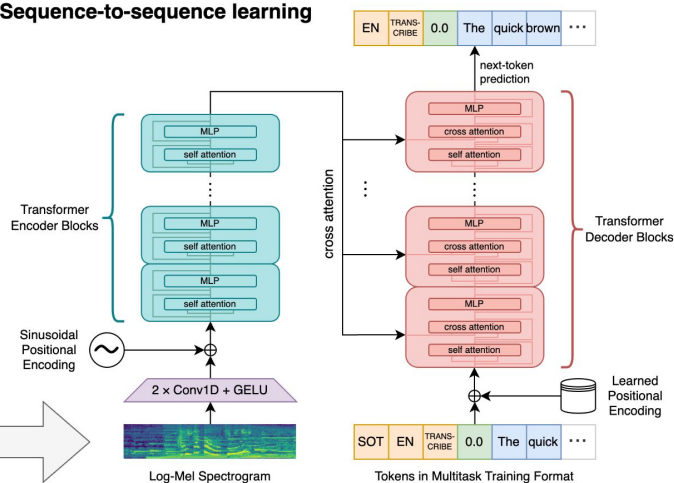 Sequence-to-sequence learning
EN TRANS-CRIBE 0.0 The quick brown ...
next-token
prediction
MLP
self attention
MLP
self attention
MLP
self attention
Transformer
Encoder Blocks
Sinusoidal
Positional
Encoding
2 × Conv1D + GELU
Log-Mel Spectrogram
cross attention
MLP
cross attention
self attention
MLP
cross attention
self attention
MLP
cross attention
self attention
Transformer
Decoder Blocks
Learned
Positional
Encoding
SOT EN TRANS-CRIBE 0.0 The quick ...
Tokens in Multitask Training Format